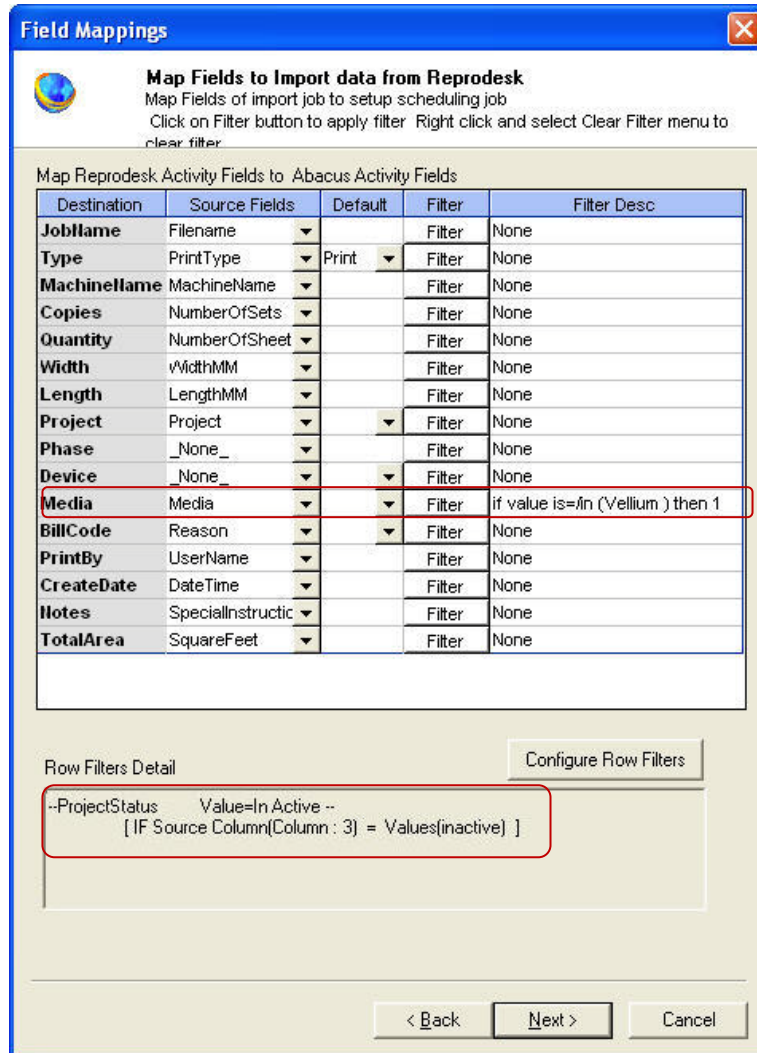 Field Mappings
Map Fields to Import data from Reprodesk
Map Fields of import job to setup scheduling job
Click on Filter button to apply filter Right click and select Clear Filter menu to
clear filter
Map Reprodesk Activity Fields to Abacus Activity Fields
Destination Source Fields Default Filter Filter Desc
JobName Filename Filter None
Type PrintType Print Filter None
MachineName MachineName Filter None
Copies NumberOfSets Filter None
Quantity NumberOfSheet Filter None
Width WidthMM Filter None
Length LengthMM Filter None
Project Project Filter None
Phase _None_ Filter None
Device _None_ Filter None
Media Media Filter if value is=/in ('Vellium ) then 1
BillCode Reason Filter None
PrintBy UserName Filter None
CreateDate DateTime Filter None
Notes SpecialInstructic Filter None
TotalArea SquareFeet Filter None
Configure Row Filters
Row Filters Detail
--ProjectStatus Value=In Active --
[ IF Source Column(Column : 3) = Values(inactive) ]
< Back Next > Cancel